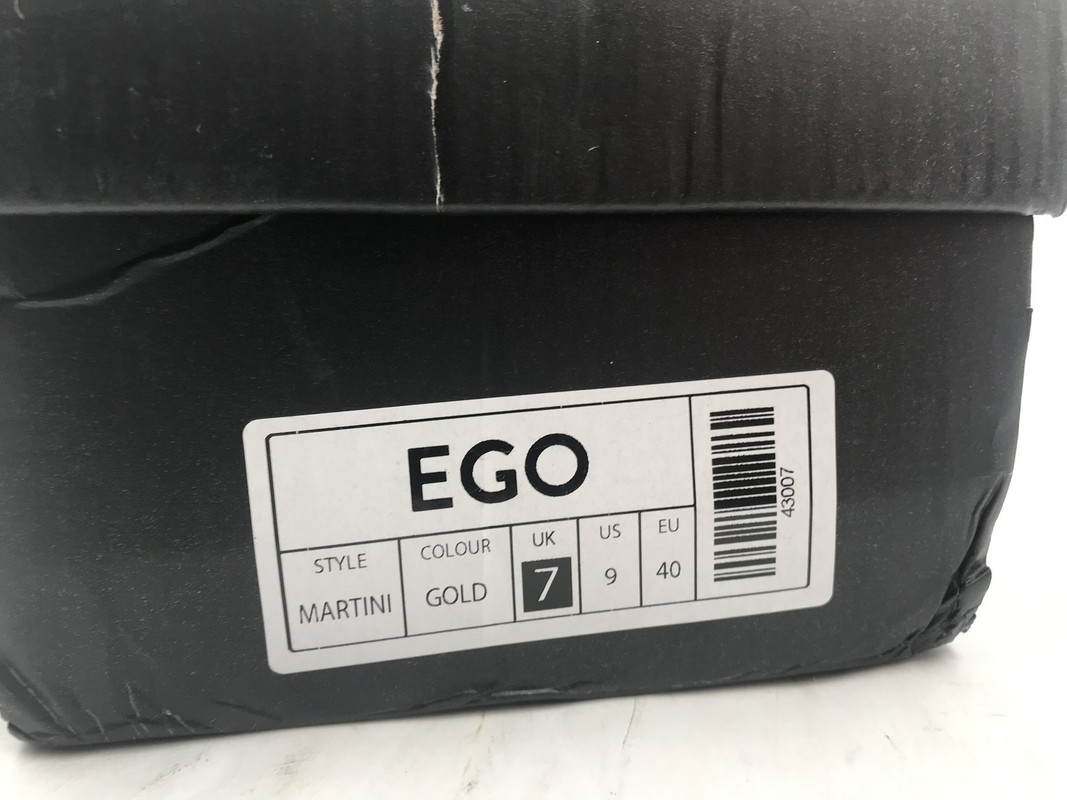 EGO
STYLE COLOUR UK US EU
MARTINI GOLD 7 9 40
43007